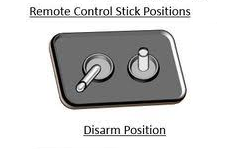 Remote Control Stick Positions
Disarm Position